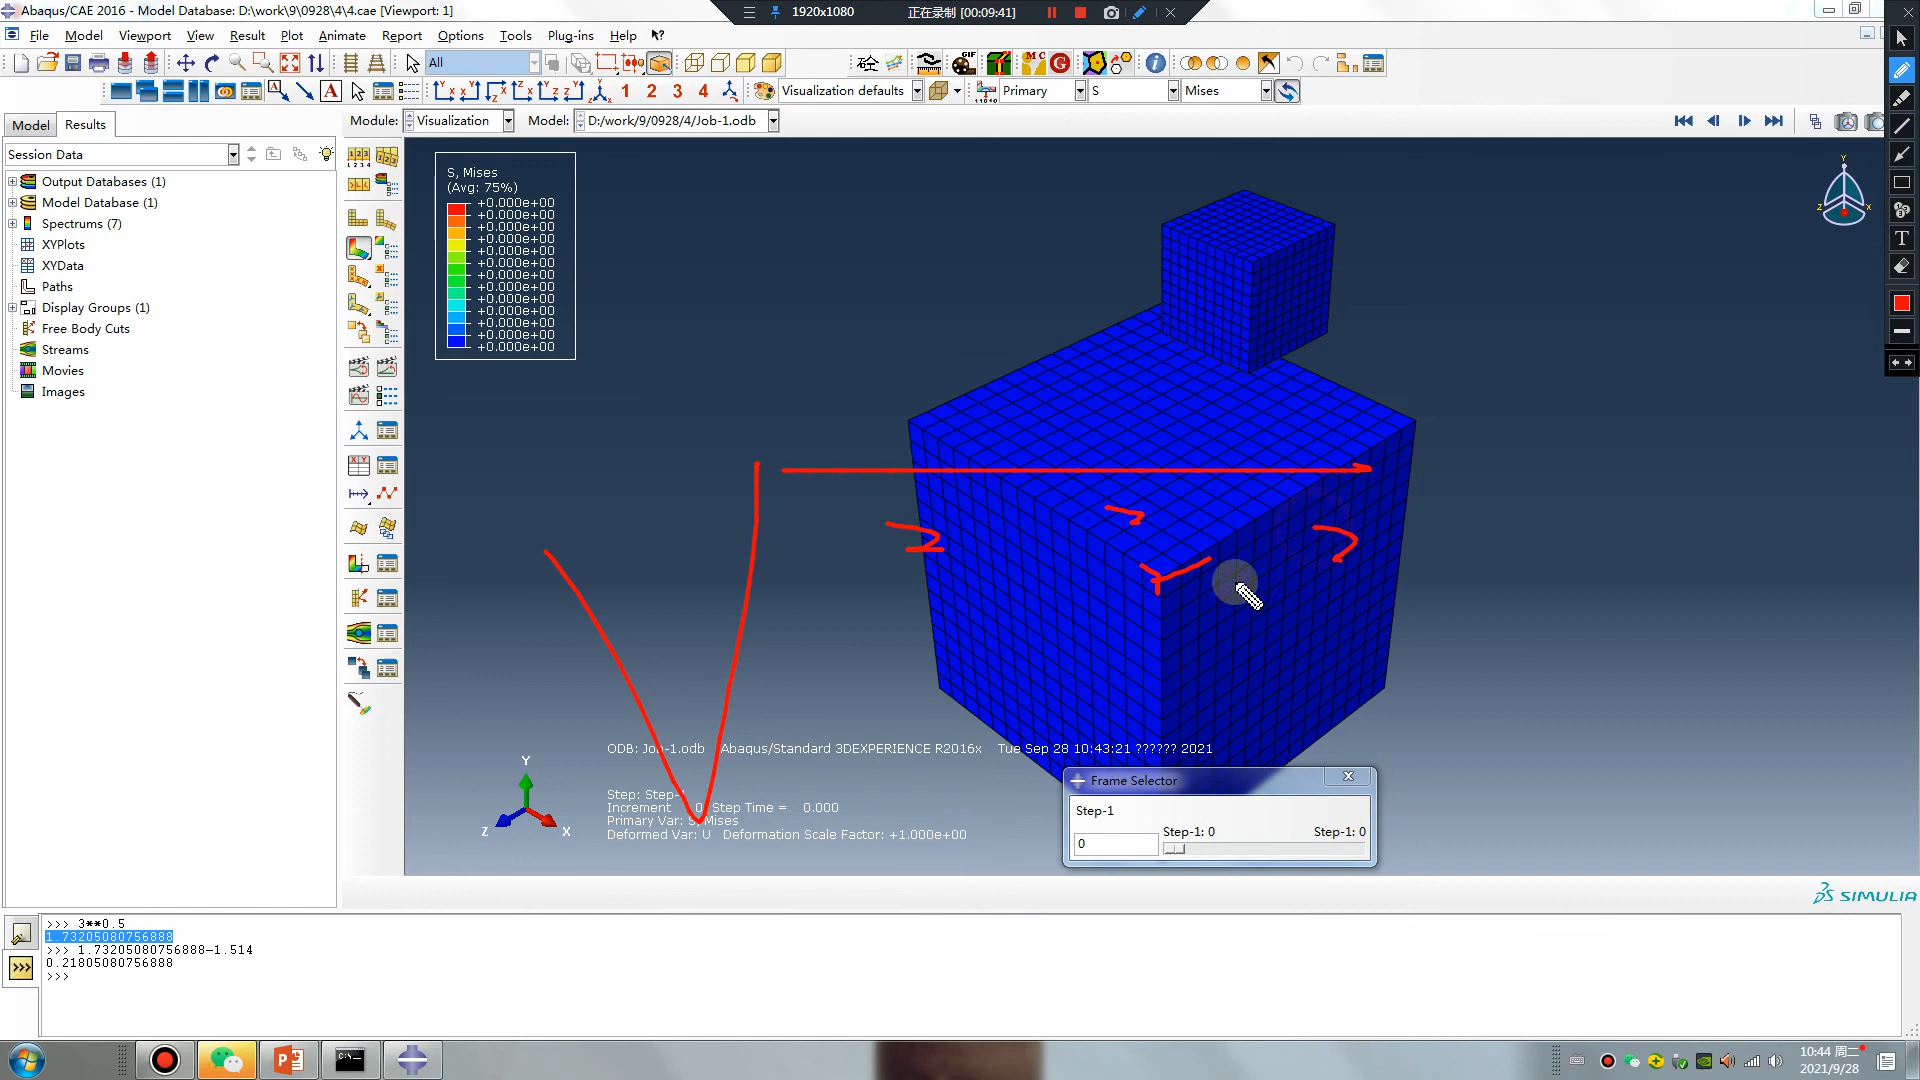 Abaqus/CAE 2016 - Model Database: D:\work\9\0928\4\4.cae [Viewport: 1]
1920x1080
正在录制 [00:09:41]
File Model Viewport View Result Plot Animate Report Options Tools Plug-ins Help
All
砼
GIF
M C
G
A
1 2 3 4
Visualization defaults
Primary
S
Mises
Model
Results
Module:
Visualization
Model:
D:/work/9/0928/4/Job-1.odb
Session Data
Output Databases (1)
Model Database (1)
Spectrums (7)
XYPlots
XYData
Paths
Display Groups (1)
Free Body Cuts
Streams
Movies
Images
S, Mises
(Avg: 75%)
+0.000e+00
+0.000e+00
+0.000e+00
+0.000e+00
+0.000e+00
+0.000e+00
+0.000e+00
+0.000e+00
+0.000e+00
+0.000e+00
+0.000e+00
+0.000e+00
+0.000e+00
Y
Z
X
T
ODB: Job-1.odb Abaqus/Standard 3DEXPERIENCE R2016x Tue Sep 28 10:43:21 ?????? 2021
Y
Z
X
Step: Step-1
Increment 0: Step Time = 0.000
Primary Var: S, Mises
Deformed Var: U Deformation Scale Factor: +1.000e+00
Frame Selector
Step-1
Step-1: 0
Step-1: 0
0
SIMULIA
>>> 3**0.5
1.73205080756888
>>> 1.73205080756888-1.514
0.21805080756888
>>>
10:44 周二
2021/9/28